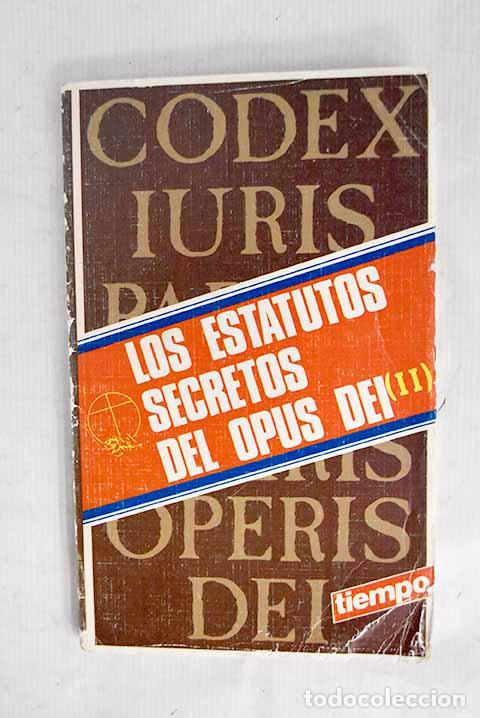 CODEX
IURIS
LOS ESTATUTOS
SECRETOS
DEL OPUS DEI (II)
OPERIS
DEI
tiempo
todocoleccion